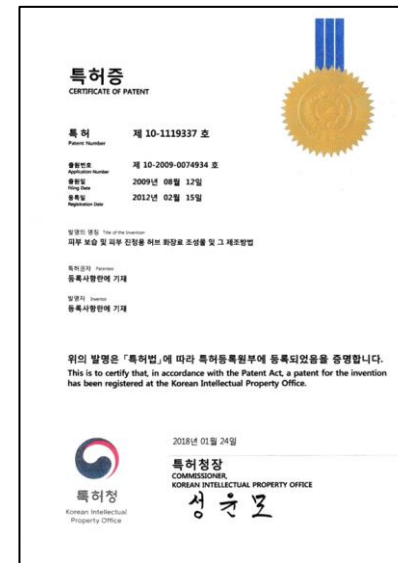 특허증
CERTIFICATE OF PATENT
특 허 제 10-1119337 호
Patent Number
출원번호 제 10-2009-0074934 호
Application Number
출원일 2009년 08월 12일
Filing Date
등록일 2012년 02월 15일
Registration Date
발명의 명칭 Title of the Invention
피부 보습 및 피부 진정용 허브 화장료 조성물 및 그 제조방법
특허권자 Patentee
등록사항란에 기재
발명자 Inventor
등록사항란에 기재
위의 발명은 「특허법」에 따라 특허등록원부에 등록되었음을 증명합니다.
This is to certify that, in accordance with the Patent Act, a patent for the invention
has been registered at the Korean Intellectual Property Office.
2018년 01월 24일
특허청장
COMMISSIONER,
KOREAN INTELLECTUAL PROPERTY OFFICE
성윤모
특허청
Korean Intellectual
Property Office